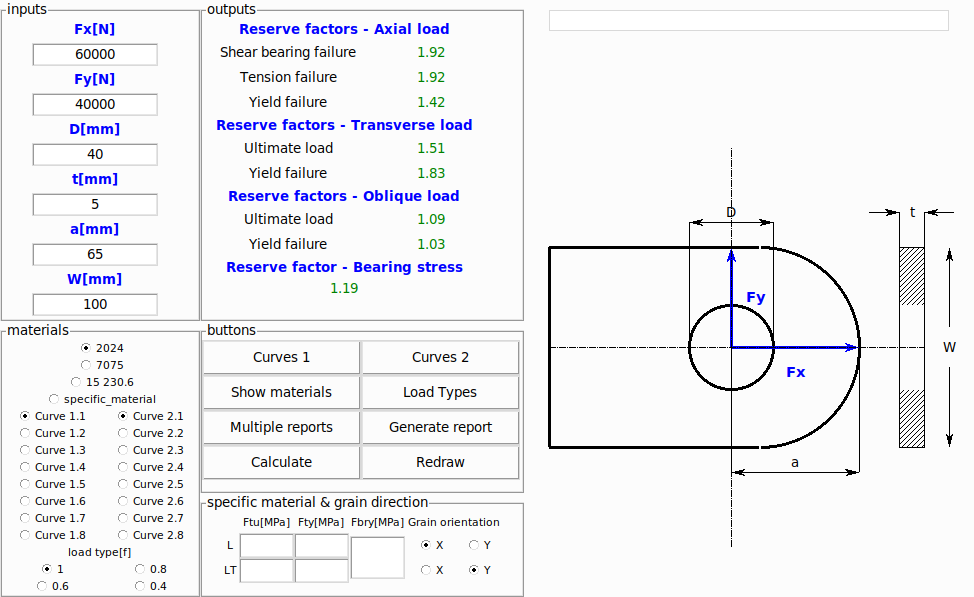 inputs
Fx[N]
60000
Fy[N]
40000
D[mm]
40
t[mm]
5
a[mm]
65
W[mm]
100
outputs
Reserve factors - Axial load
Shear bearing failure 1.92
Tension failure 1.92
Yield failure 1.42
Reserve factors - Transverse load
Ultimate load 1.51
Yield failure 1.83
Reserve factors - Oblique load
Ultimate load 1.09
Yield failure 1.03
Reserve factor - Bearing stress
1.19
materials
2024
7075
15 230.6
specific_material
Curve 1.1 Curve 2.1
Curve 1.2 Curve 2.2
Curve 1.3 Curve 2.3
Curve 1.4 Curve 2.4
Curve 1.5 Curve 2.5
Curve 1.6 Curve 2.6
Curve 1.7 Curve 2.7
Curve 1.8 Curve 2.8
load type[f]
1 0.8
0.6 0.4
buttons
Curves 1 Curves 2
Show materials Load Types
Multiple reports Generate report
Calculate Redraw
specific material & grain direction
Ftu[MPa] Fty[MPa] Fbry[MPa] Grain orientation
L X Y
LT X Y
D
t
Fy
W
Fx
a